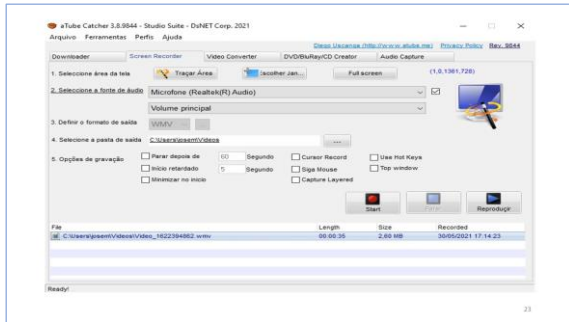 aTube Catcher 3.8.9844 - Studio Suite - DsNET Corp. 2021
Arquivo Ferramentas Perfis Ajuda
Diego Uscanga (http://www.atube.me) Privacy Policy Rev. 9844
Downloader Screen Recorder Video Converter DVD/BluRay/CD Creator Audio Capture
1. Seleccione área da tela Traçar Área Escolher Jan... Full screen (1,0,1361,728)
2. Seleccione a fonte de áudio Microfone (Realtek(R) Audio)
Volume principal
3. Definir o formato de saída WMV
4. Selecione a pasta de saída C:\Users\josem\Videos ...
5. Opções de gravação Parar depois de 60 Segundo Cursor Record Use Hot Keys
Início retardado 5 Segundo Siga Mouse Top window
Minimizar no início Capture Layered
Start Reproduçir
File Length Size Recorded
C:\Users\josem\Videos\Video_1622394862.wmv 00:00:35 2,60 MB 30/05/2021 17:14:23
Ready!
23